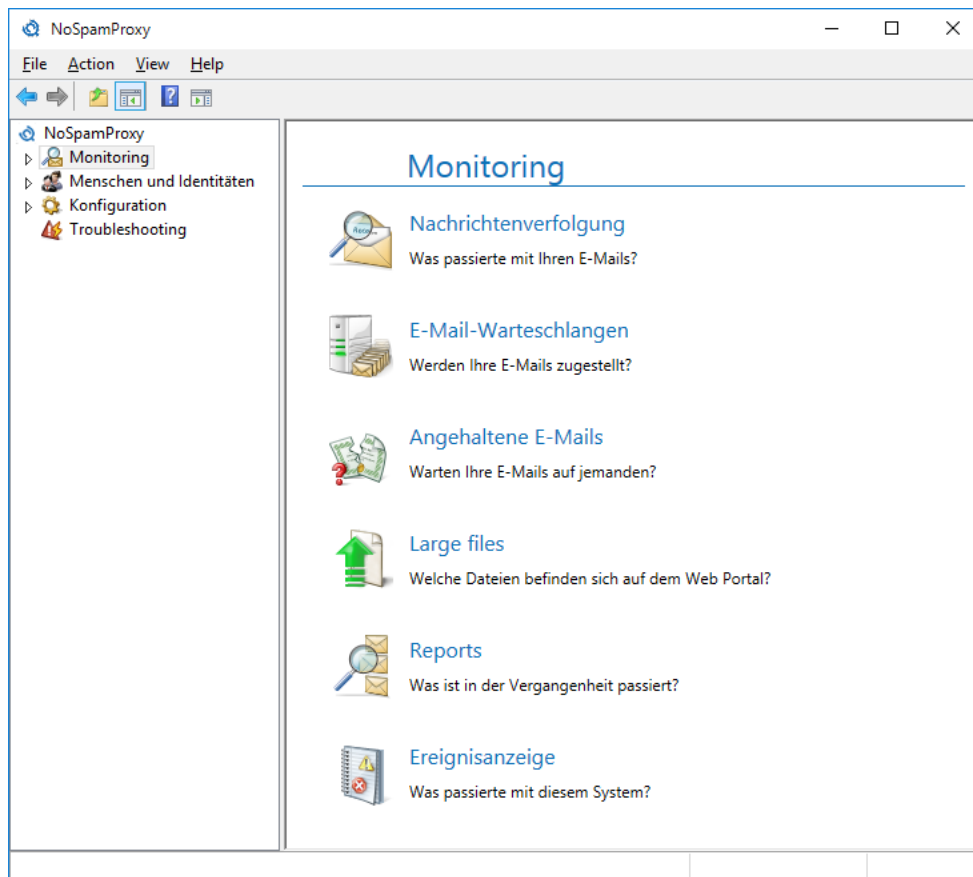 NoSpamProxy
File Action View Help
NoSpamProxy
Monitoring
Menschen und Identitäten
Konfiguration
Troubleshooting
Monitoring
Nachrichtenverfolgung
Was passierte mit Ihren E-Mails?
E-Mail-Warteschlangen
Werden Ihre E-Mails zugestellt?
Angehaltene E-Mails
Warten Ihre E-Mails auf jemanden?
Large files
Welche Dateien befinden sich auf dem Web Portal?
Reports
Was ist in der Vergangenheit passiert?
Ereignisanzeige
Was passierte mit diesem System?